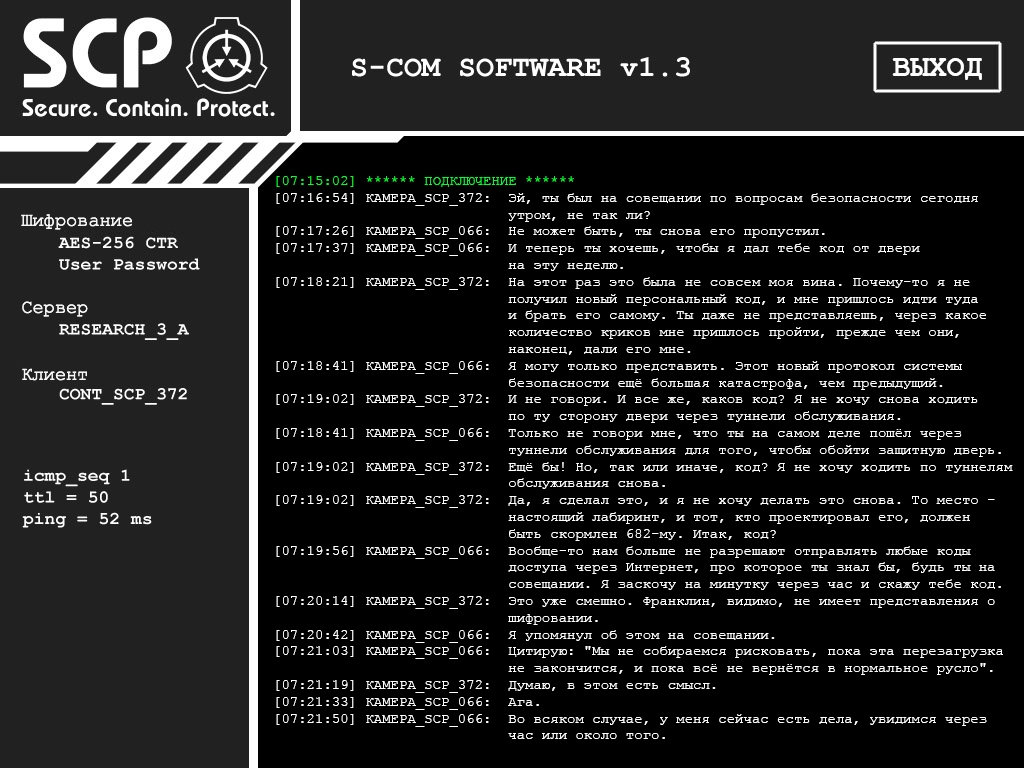 SCP
Secure. Contain. Protect.
S-COM SOFTWARE v1.3
ВЫХОД
Шифрование
AES-256 CTR
User Password
Сервер
RESEARCH_3_A
Клиент
CONT_SCP_372
icmp_seq 1
ttl = 50
ping = 52 ms
[07:15:02] ****** ПОДКЛЮЧЕНИЕ ******
[07:16:54] КАМЕРА_SCP_372: Эй, ты был на совещании по вопросам безопасности сегодня
утром, не так ли?
[07:17:26] КАМЕРА_SCP_066: Не может быть, ты снова его пропустил.
[07:17:37] КАМЕРА_SCP_066: И теперь ты хочешь, чтобы я дал тебе код от двери
на эту неделю.
[07:18:21] КАМЕРА_SCP_372: На этот раз это была не совсем моя вина. Почему-то я не
получил новый персональный код, и мне пришлось идти туда
и брать его самому. Ты даже не представляешь, через какое
количество криков мне пришлось пройти, прежде чем они,
наконец, дали его мне.
[07:18:41] КАМЕРА_SCP_066: Я могу только представить. Этот новый протокол системы
безопасности ещё большая катастрофа, чем предыдущий.
[07:19:02] КАМЕРА_SCP_372: И не говори. И все же, каков код? Я не хочу снова ходить
по ту сторону двери через туннели обслуживания.
[07:18:41] КАМЕРА_SCP_066: Только не говори мне, что ты на самом деле пошёл через
туннели обслуживания для того, чтобы обойти защитную дверь.
[07:19:02] КАМЕРА_SCP_372: Ещё бы! Но, так или иначе, код? Я не хочу ходить по туннелям
обслуживания снова.
[07:19:02] КАМЕРА_SCP_372: Да, я сделал это, и я не хочу делать это снова. То место -
настоящий лабиринт, и тот, кто проектировал его, должен
быть скормлен 682-му. Итак, код?
[07:19:56] КАМЕРА_SCP_066: Вообще-то нам больше не разрешают отправлять любые коды
доступа через Интернет, про которое ты знал бы, будь ты на
совещании. Я заскочу на минутку через час и скажу тебе код.
[07:20:14] КАМЕРА_SCP_372: Это уже смешно. Франклин, видимо, не имеет представления о
шифровании.
[07:20:42] КАМЕРА_SCP_066: Я упомянул об этом на совещании.
[07:21:03] КАМЕРА_SCP_066: Цитирую: "Мы не собираемся рисковать, пока эта перезагрузка
не закончится, и пока всё не вернётся в нормальное русло".
[07:21:19] КАМЕРА_SCP_372: Думаю, в этом есть смысл.
[07:21:33] КАМЕРА_SCP_066: Ага.
[07:21:50] КАМЕРА_SCP_066: Во всяком случае, у меня сейчас есть дела, увидимся через
час или около того.